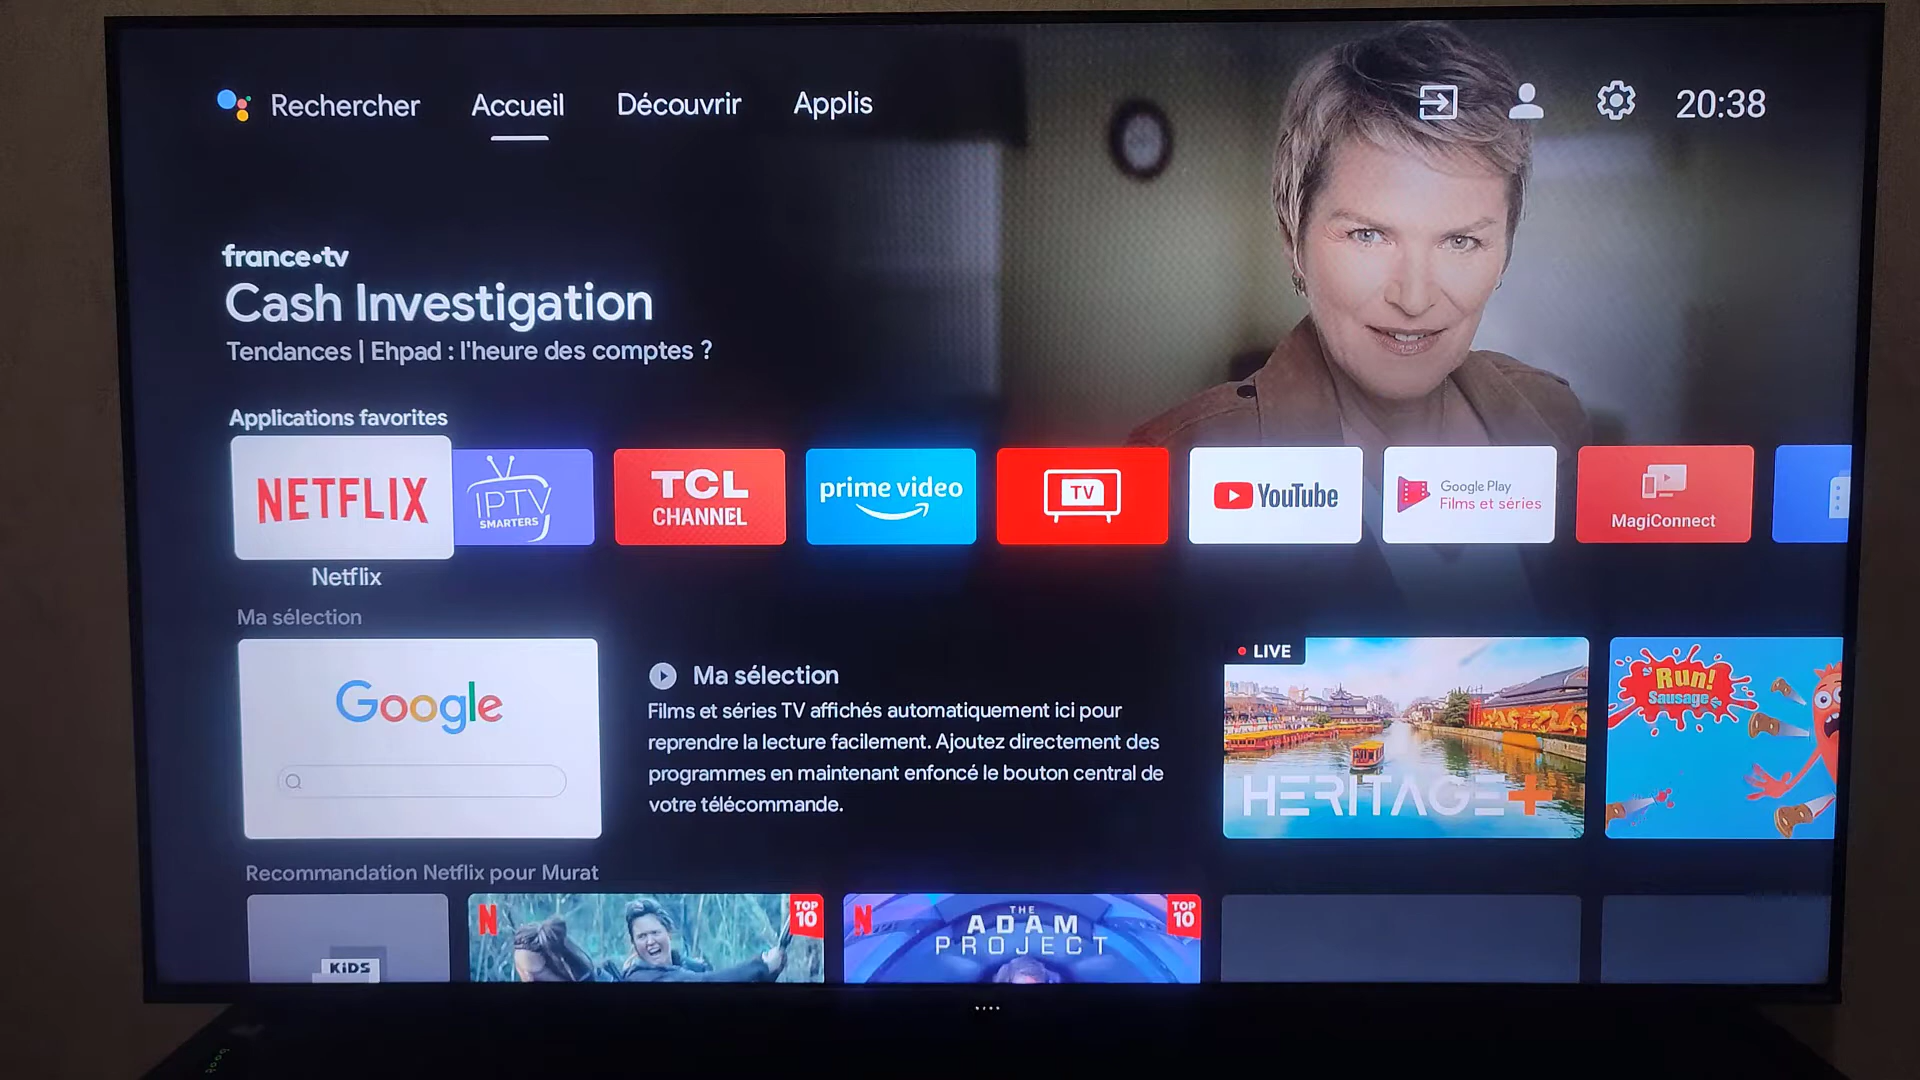 Rechercher
Accueil
Découvrir
Applis
20:38
france•tv
Cash Investigation
Tendances | Ehpad : l'heure des comptes ?
Applications favorites
NETFLIX
IPTV
SMARTERS
TCL
CHANNEL
prime video
TV
YouTube
Google Play
Films et séries
MagiConnect
Netflix
Ma sélection
Google
Ma sélection
Films et séries TV affichés automatiquement ici pour
reprendre la lecture facilement. Ajoutez directement des
programmes en maintenant enfoncé le bouton central de
votre télécommande.
LIVE
HERITAGE+
Run!
Sausage
Recommandation Netflix pour Murat
KiDS
N
TOP
10
N
THE
ADAM
PROJECT
TOP
10